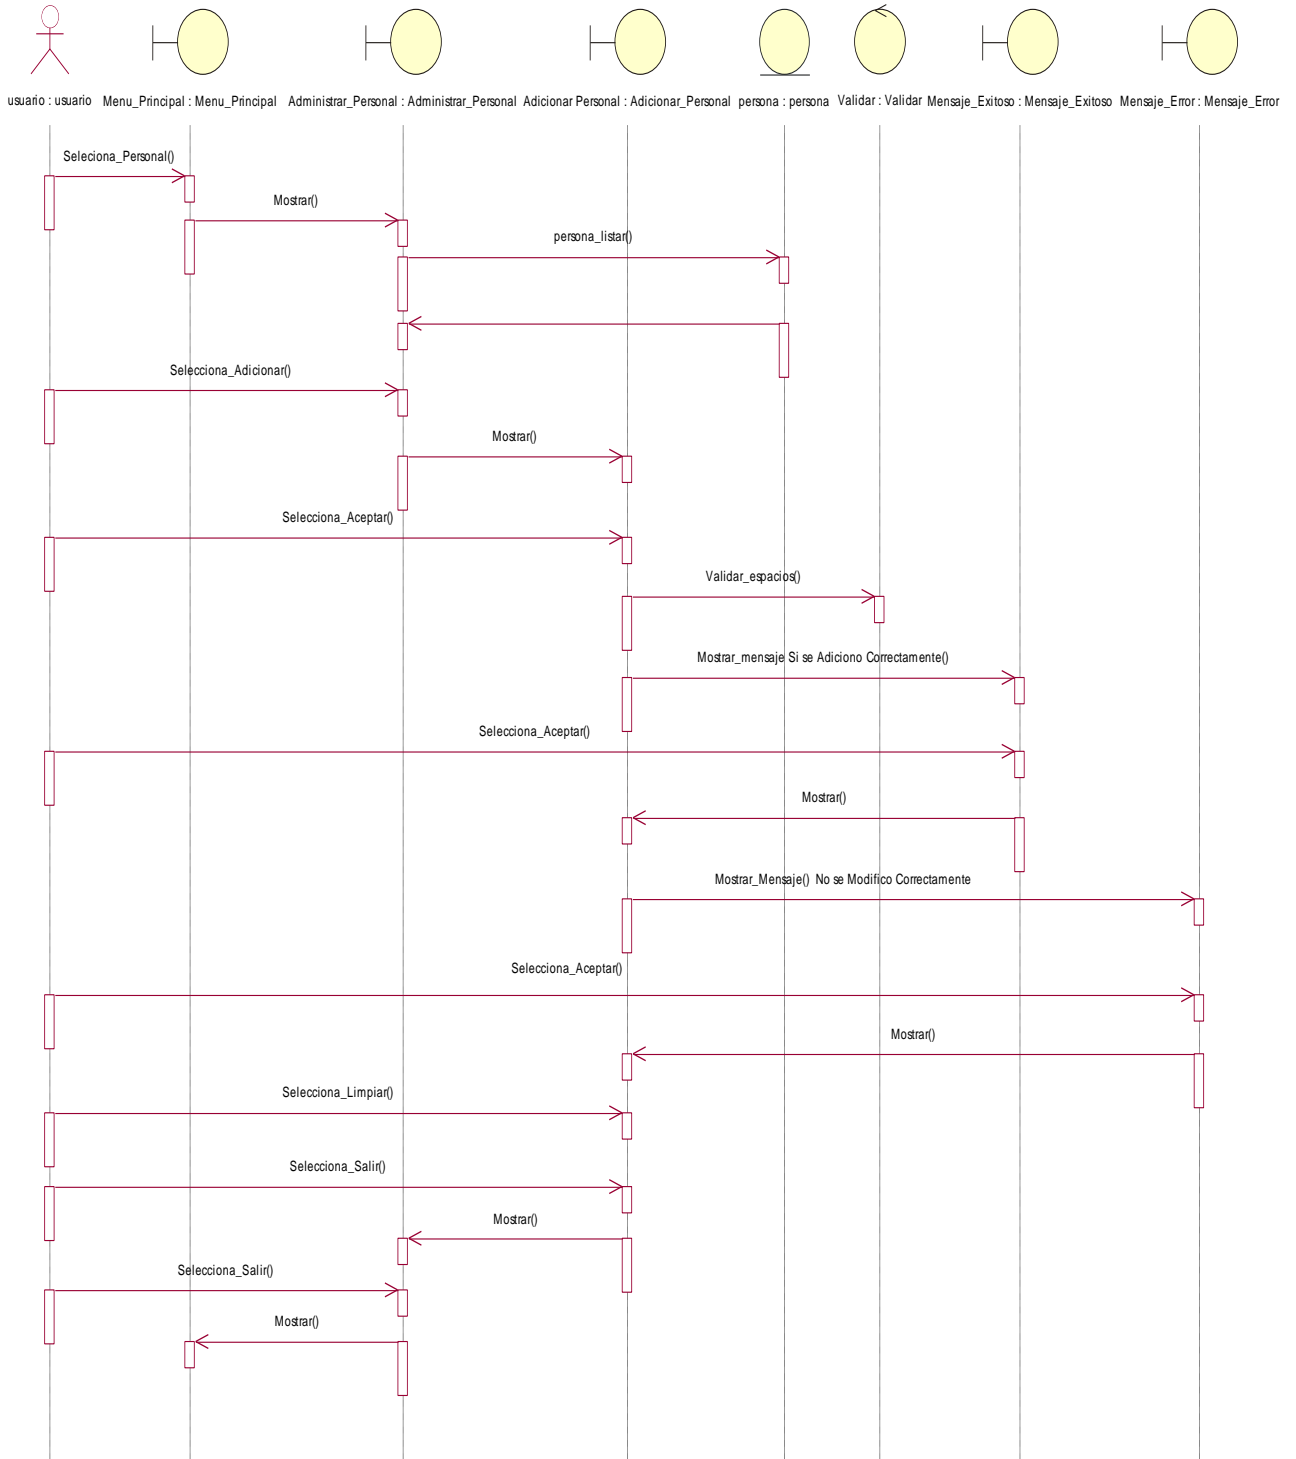 usuario : usuario
Menu_Principal : Menu_Principal
Administrar_Personal : Administrar_Personal
Adicionar Personal : Adicionar_Personal
persona : persona
Validar : Validar
Mensaje_Exitoso : Mensaje_Exitoso
Mensaje_Error : Mensaje_Error
Seleciona_Personal()
Mostrar()
persona_listar()
Selecciona_Adicionar()
Mostrar()
Selecciona_Aceptar()
Validar_espacios()
Mostrar_mensaje Si se Adiciono Correctamente()
Selecciona_Aceptar()
Mostrar()
Mostrar_Mensaje() No se Modifico Correctamente
Selecciona_Aceptar()
Mostrar()
Selecciona_Limpiar()
Selecciona_Salir()
Mostrar()
Selecciona_Salir()
Mostrar()